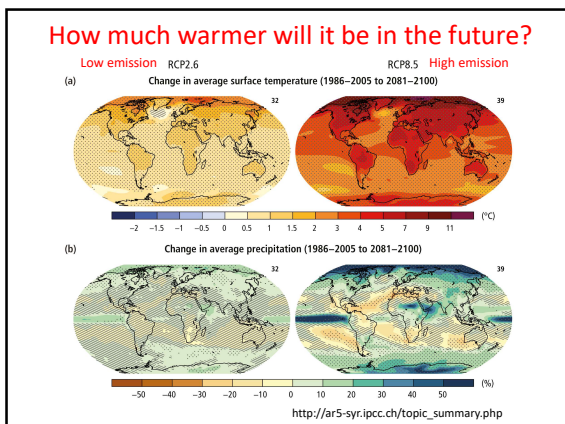 How much warmer will it be in the future?
Low emission RCP2.6 RCP8.5 High emission
(a) Change in average surface temperature (1986–2005 to 2081–2100)
32 39
(°C)
−2 −1.5 −1 −0.5 0 0.5 1 1.5 2 3 4 5 7 9 11
(b) Change in average precipitation (1986–2005 to 2081–2100)
32 39
(%)
−50 −40 −30 −20 −10 0 10 20 30 40 50
http://ar5-syr.ipcc.ch/topic_summary.php